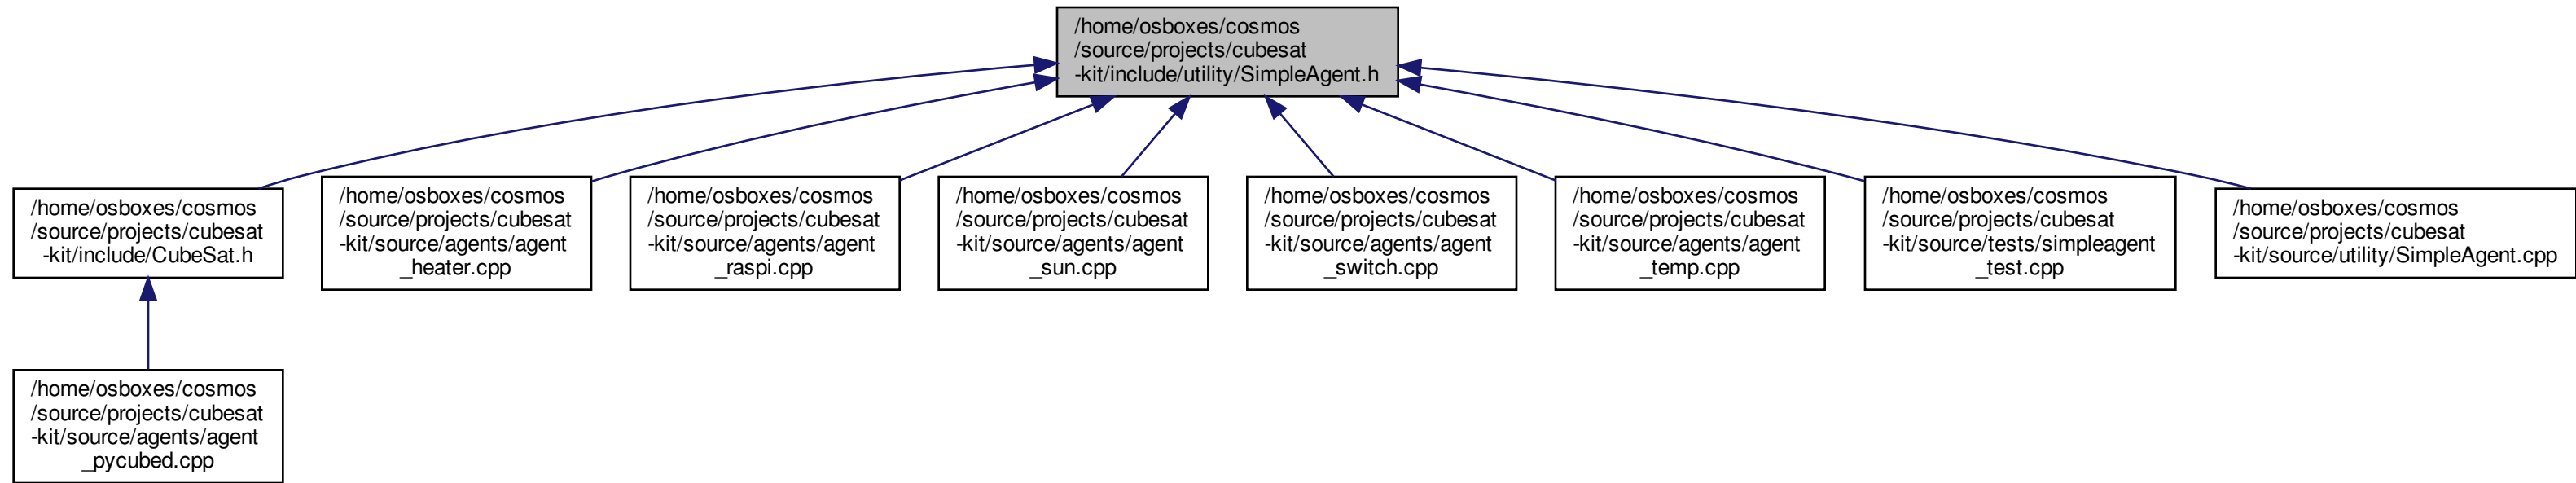 /home/osboxes/cosmos
/source/projects/cubesat
-kit/include/utility/SimpleAgent.h
/home/osboxes/cosmos
/source/projects/cubesat
-kit/include/CubeSat.h
/home/osboxes/cosmos
/source/projects/cubesat
-kit/source/agents/agent
_heater.cpp
/home/osboxes/cosmos
/source/projects/cubesat
-kit/source/agents/agent
_raspi.cpp
/home/osboxes/cosmos
/source/projects/cubesat
-kit/source/agents/agent
_sun.cpp
/home/osboxes/cosmos
/source/projects/cubesat
-kit/source/agents/agent
_switch.cpp
/home/osboxes/cosmos
/source/projects/cubesat
-kit/source/agents/agent
_temp.cpp
/home/osboxes/cosmos
/source/projects/cubesat
-kit/source/tests/simpleagent
_test.cpp
/home/osboxes/cosmos
/source/projects/cubesat
-kit/source/utility/SimpleAgent.cpp
/home/osboxes/cosmos
/source/projects/cubesat
-kit/source/agents/agent
_pycubed.cpp